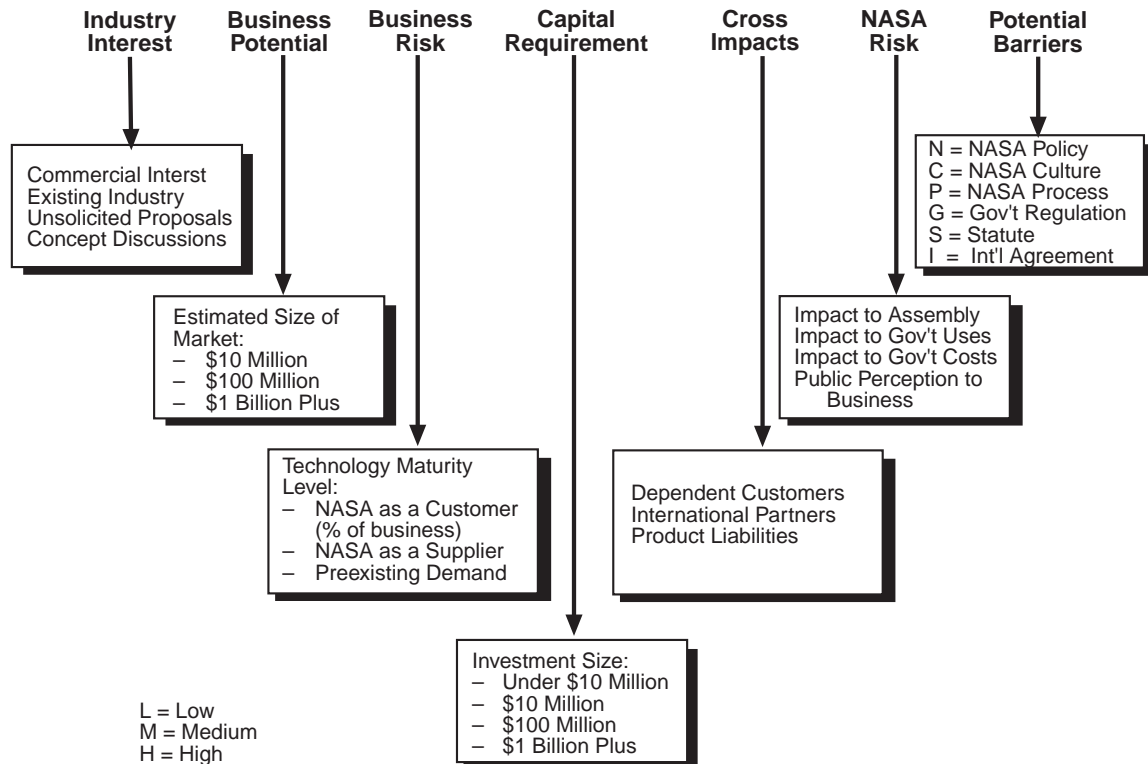 Industry
Interest
Business
Potential
Business
Risk
Capital
Requirement
Cross
Impacts
NASA
Risk
Potential
Barriers
Commercial Interst
Existing Industry
Unsolicited Proposals
Concept Discussions
N = NASA Policy
C = NASA Culture
P = NASA Process
G = Gov't Regulation
S = Statute
I = Int'l Agreement
Estimated Size of
Market:
– $10 Million
– $100 Million
– $1 Billion Plus
Impact to Assembly
Impact to Gov't Uses
Impact to Gov't Costs
Public Perception to
Business
Technology Maturity
Level:
– NASA as a Customer
(% of business)
– NASA as a Supplier
– Preexisting Demand
Dependent Customers
International Partners
Product Liabilities
Investment Size:
– Under $10 Million
– $10 Million
– $100 Million
– $1 Billion Plus
L = Low
M = Medium
H = High